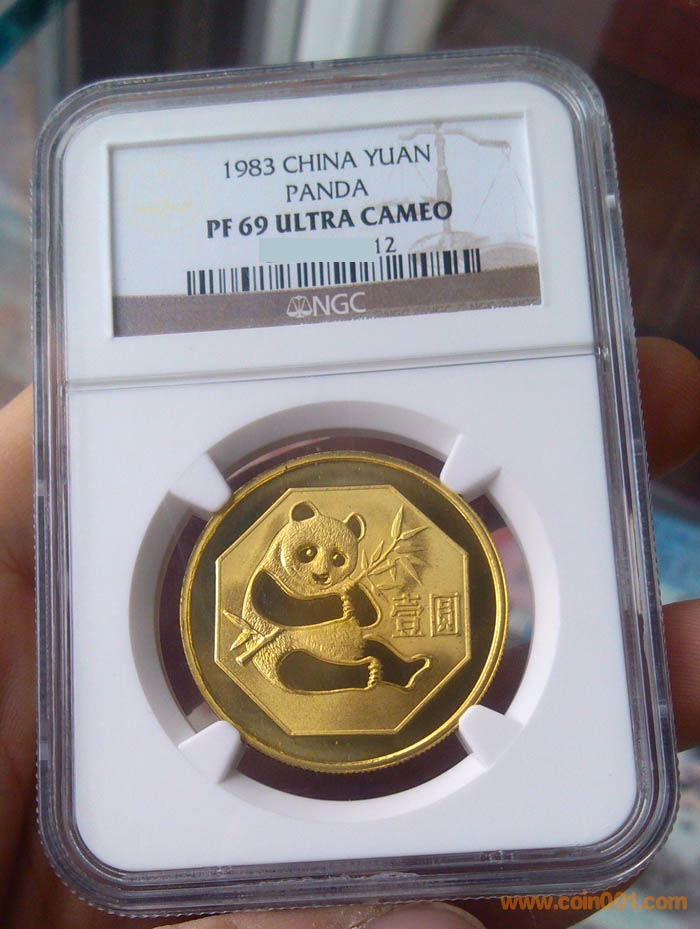 1983 CHINA YUAN
PANDA
PF 69 ULTRA CAMEO
12
NGC
壹圆
www.coin001.com